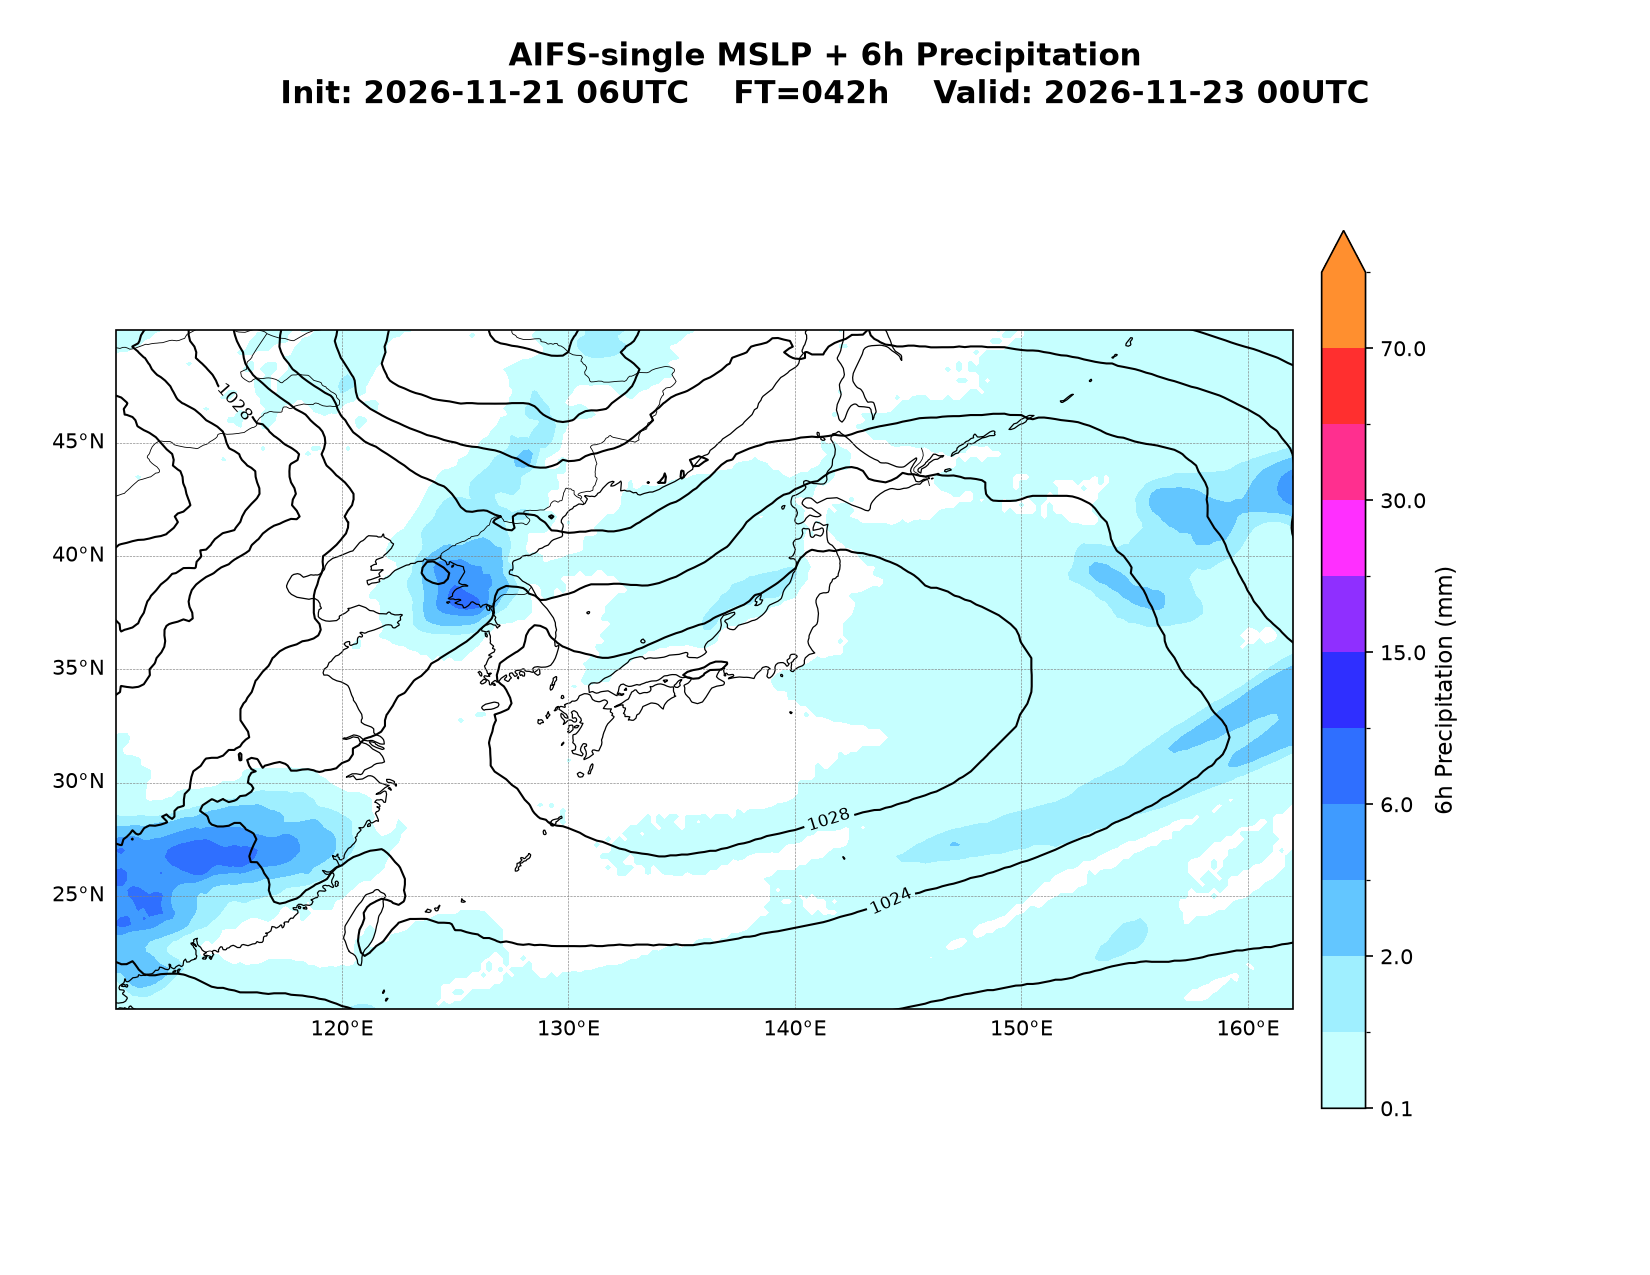 AIFS-single MSLP + 6h Precipitation
Init: 2026-11-21 06UTC    FT=042h    Valid: 2026-11-23 00UTC
70.0
1028
45°N
30.0
40°N
15.0
35°N
6h Precipitation (mm)
30°N
6.0
1028
25°N
1024
2.0
120°E
130°E
140°E
150°E
160°E
0.1